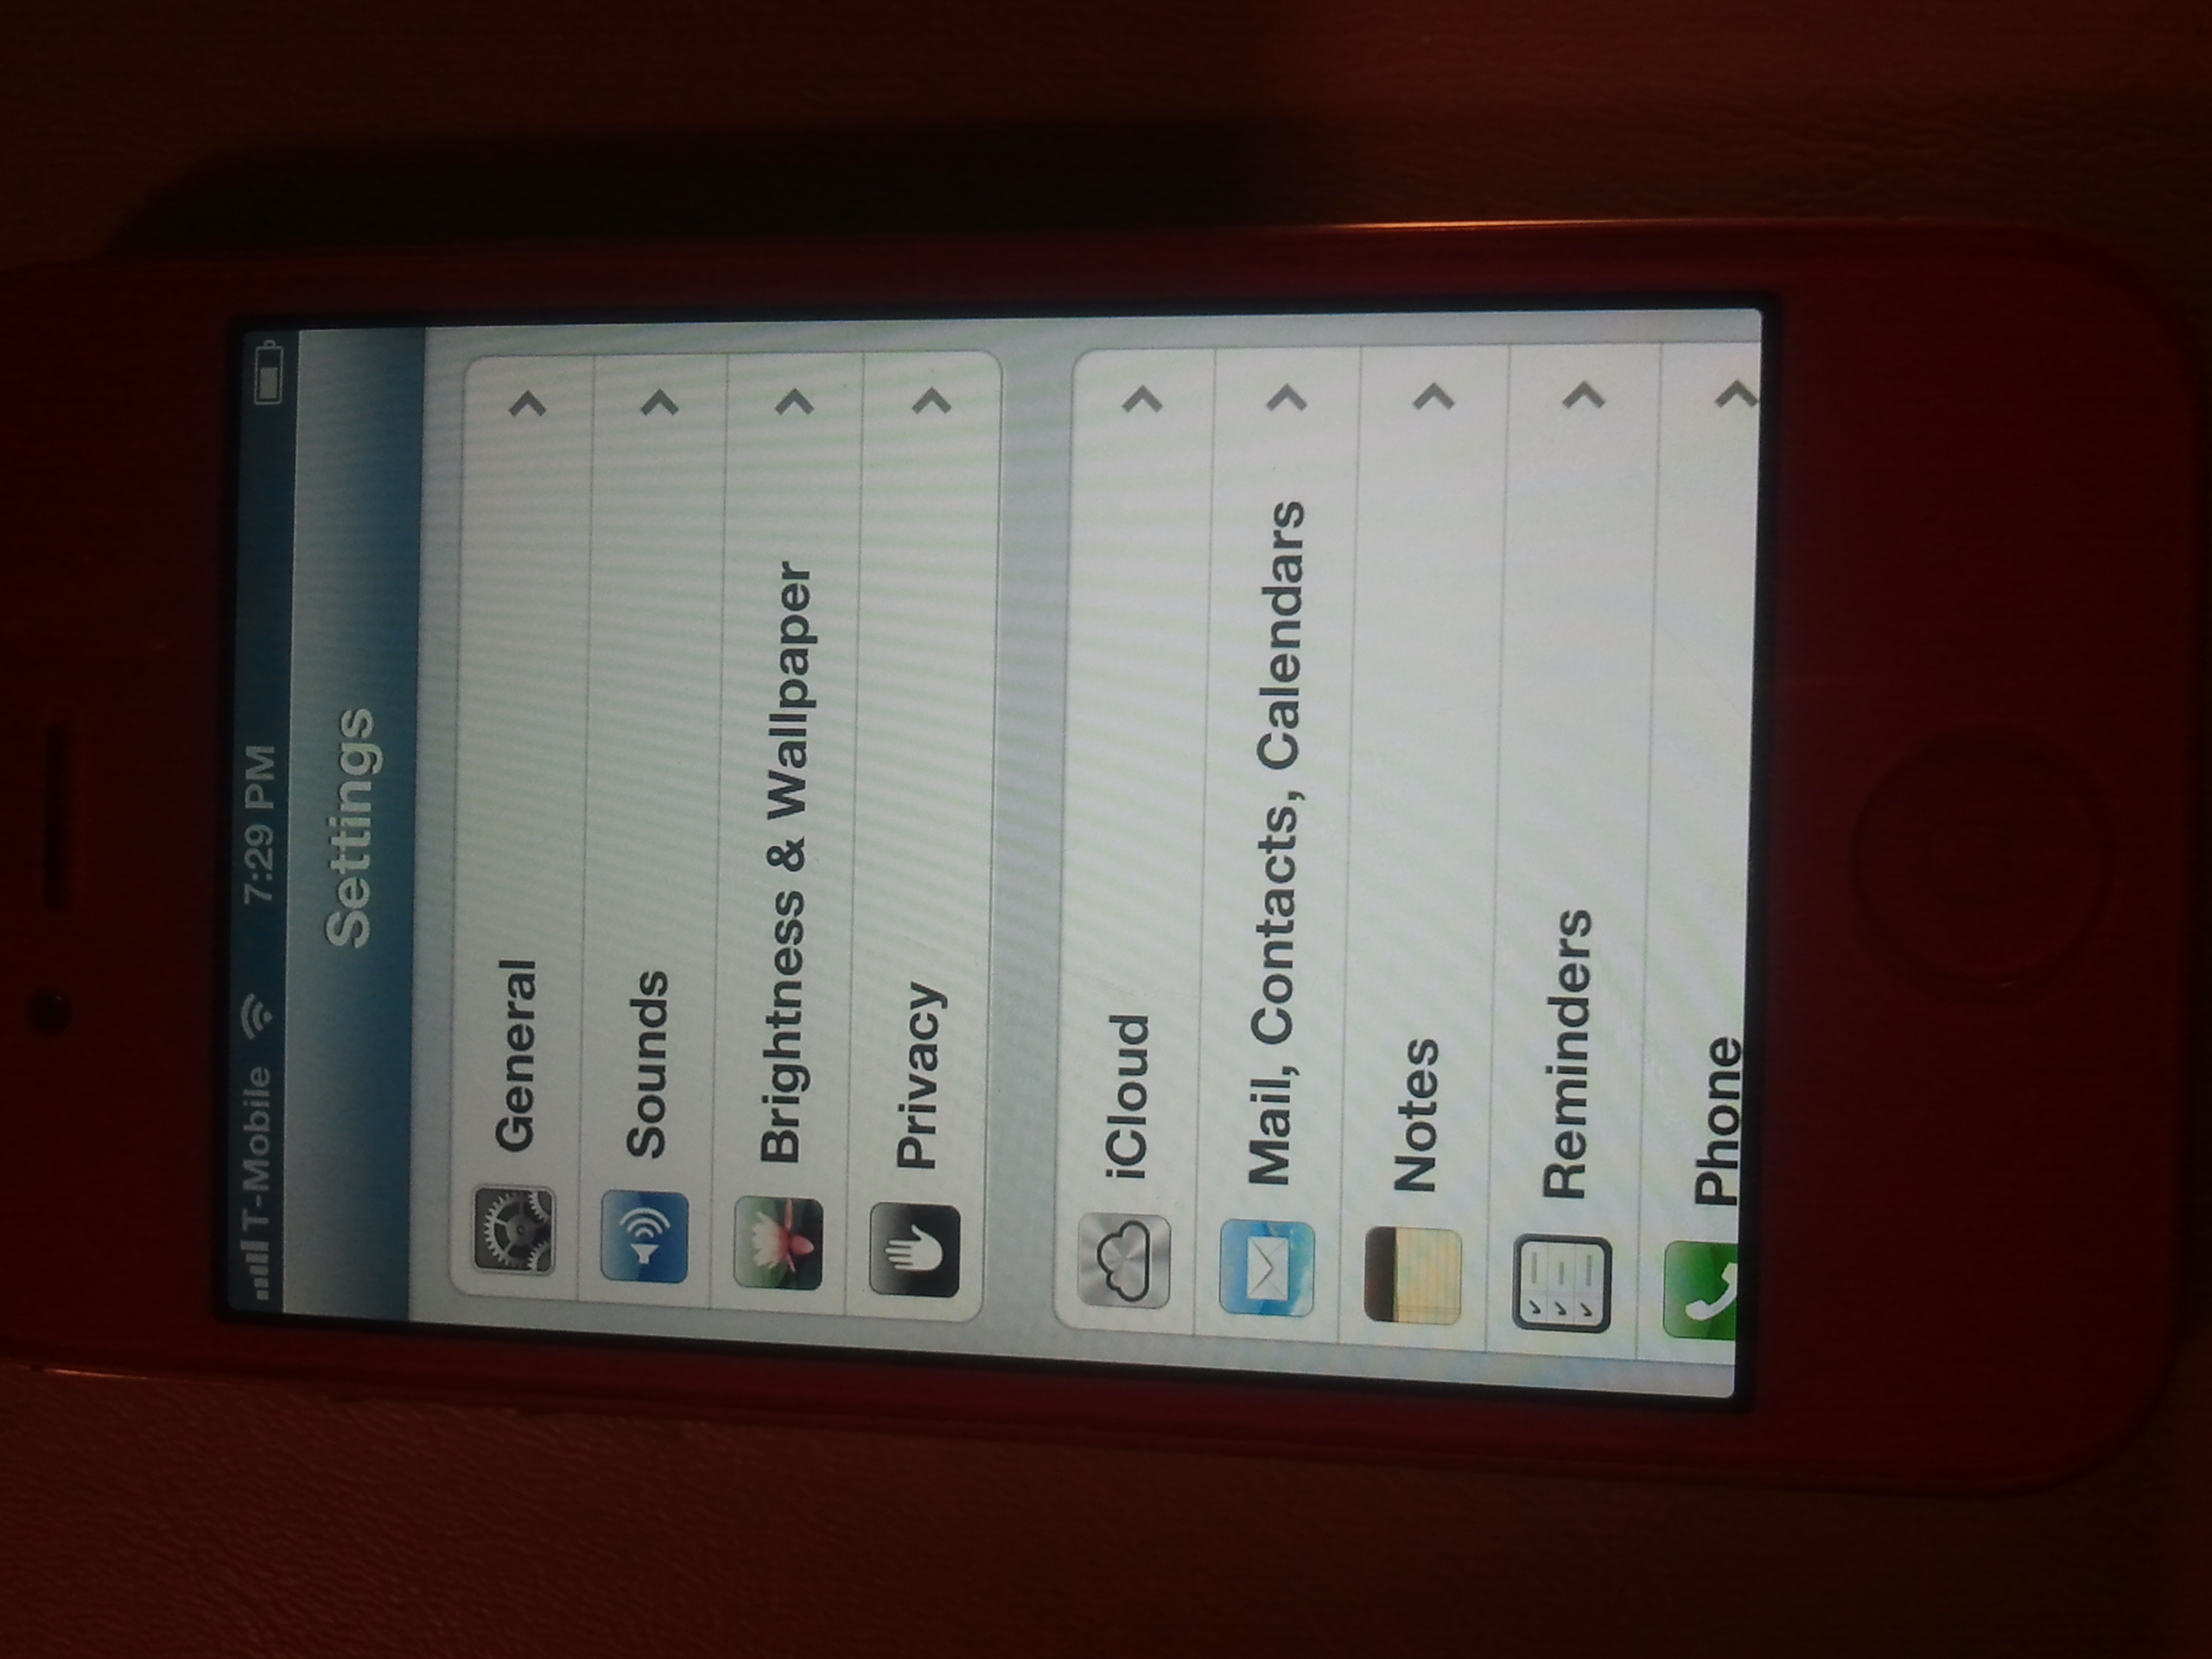 T-Mobile 7:29 PM
Settings
General
Sounds
Brightness & Wallpaper
Privacy
iCloud
Mail, Contacts, Calendars
Notes
Reminders
Phone